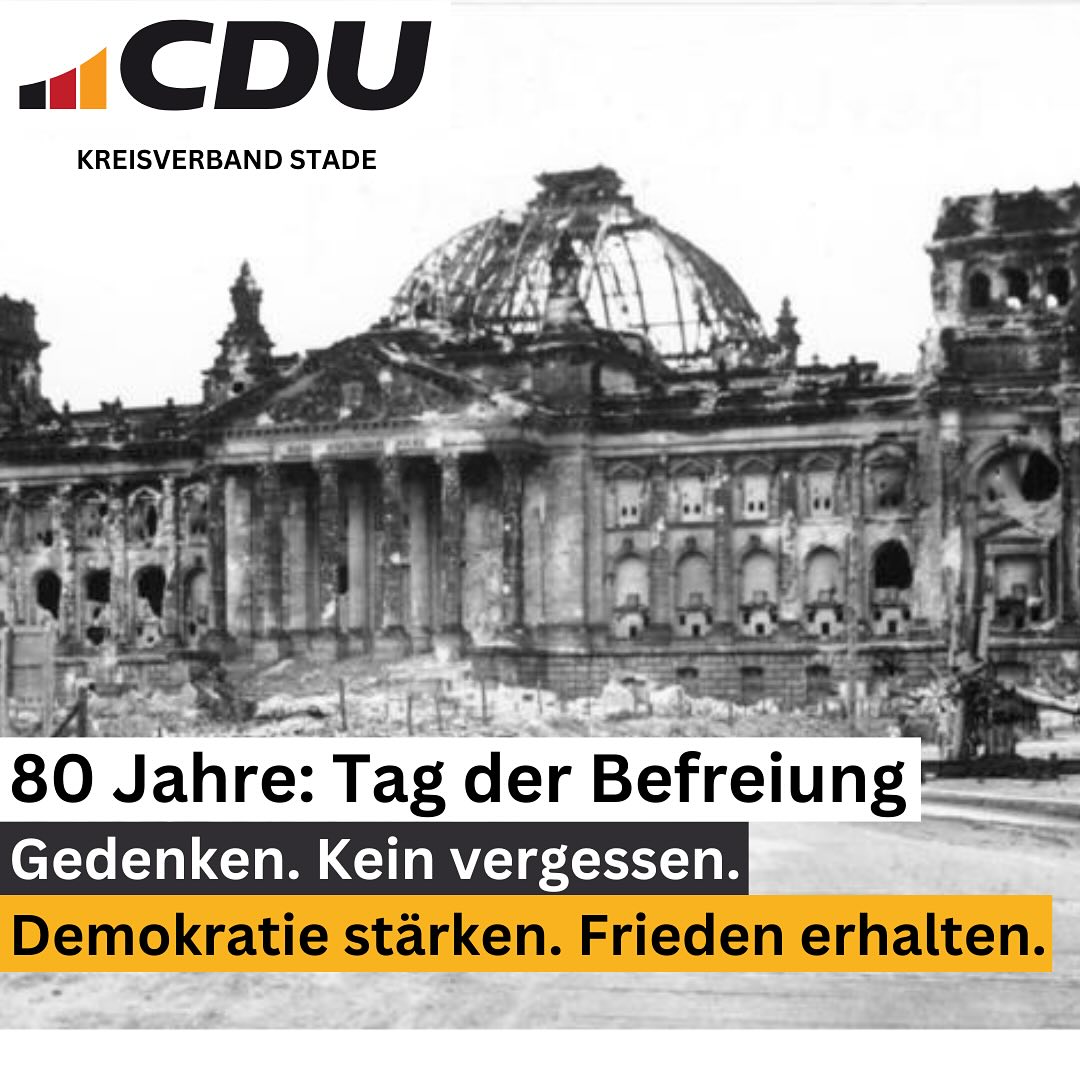 CDU
KREISVERBAND STADE
80 Jahre: Tag der Befreiung
Gedenken. Kein vergessen.
Demokratie stärken. Frieden erhalten.